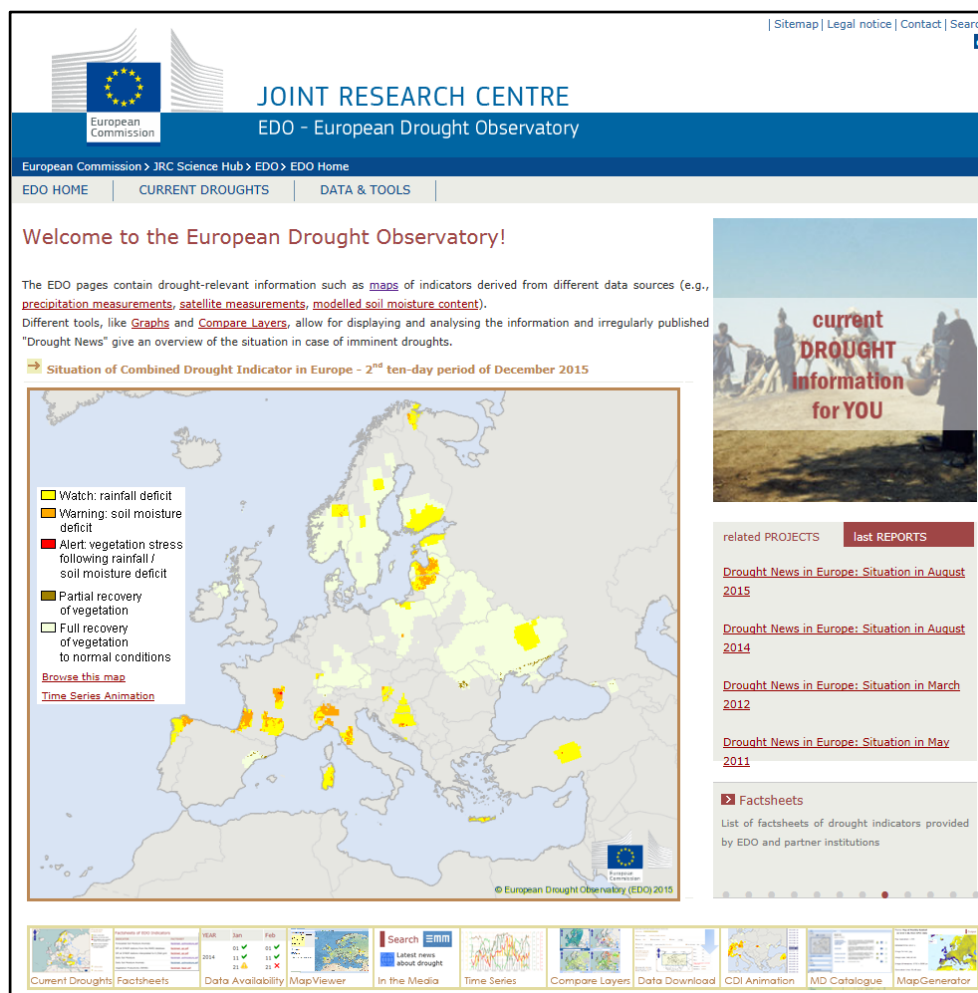 | Sitemap | Legal notice | Contact | Searc
European
Commission
JOINT RESEARCH CENTRE
EDO - European Drought Observatory
European Commission > JRC Science Hub > EDO > EDO Home
EDO HOME
CURRENT DROUGHTS
DATA & TOOLS
Welcome to the European Drought Observatory!
The EDO pages contain drought-relevant information such as maps of indicators derived from different data sources (e.g.,
precipitation measurements, satellite measurements, modelled soil moisture content).
Different tools, like Graphs and Compare Layers, allow for displaying and analysing the information and irregularly published
"Drought News" give an overview of the situation in case of imminent droughts.
Situation of Combined Drought Indicator in Europe - 2nd ten-day period of December 2015
Watch: rainfall deficit
Warning: soil moisture
deficit
Alert: vegetation stress
following rainfall /
soil moisture deficit
Partial recovery
of vegetation
Full recovery
of vegetation
to normal conditions
Browse this map
Time Series Animation
European
Commission
© European Drought Observatory (EDO) 2015
current
DROUGHT
information
for YOU
related PROJECTS
last REPORTS
Drought News in Europe: Situation in August
2015
Drought News in Europe: Situation in August
2014
Drought News in Europe: Situation in March
2012
Drought News in Europe: Situation in May
2011
Factsheets
List of factsheets of drought indicators provided
by EDO and partner institutions
YEAR Jan Feb
01 01
2014 11 11
21 21
Search EMM
Latest news
about drought
Current Droughts
Factsheets
Data Availability
MapViewer
In the Media
Time Series
Compare Layers
Data Download
CDI Animation
MD Catalogue
MapGenerator